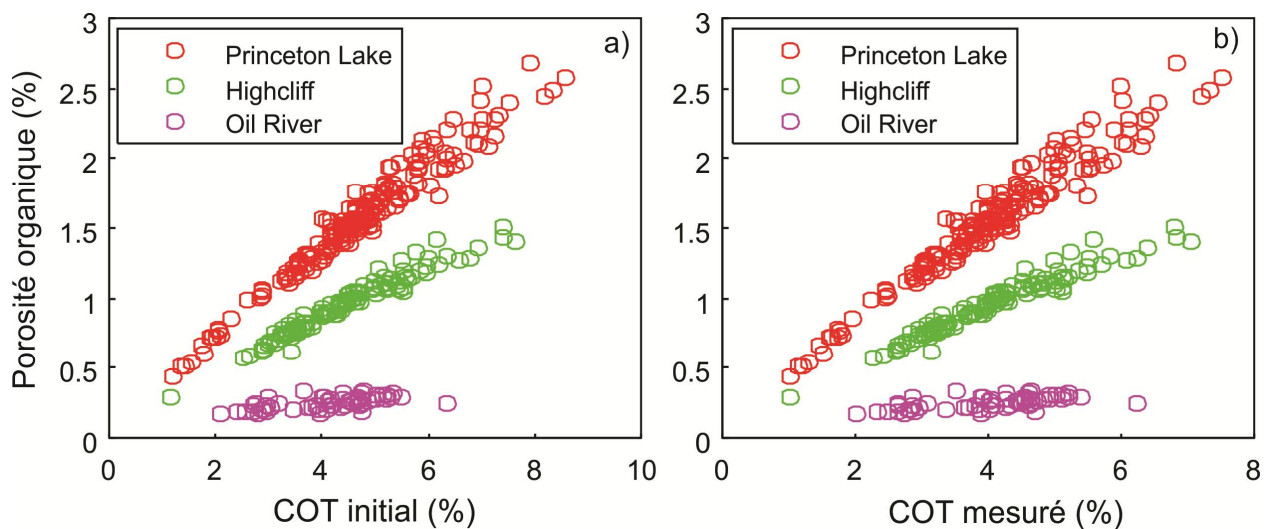 a)
Princeton Lake
Highcliff
Oil River
Porosité organique (%)
3
2.5
2
1.5
1
0.5
0
0 2 4 6 8 10
COT initial (%)
b)
Princeton Lake
Highcliff
Oil River
3
2.5
2
1.5
1
0.5
0
2 4 6 8
COT mesuré (%)